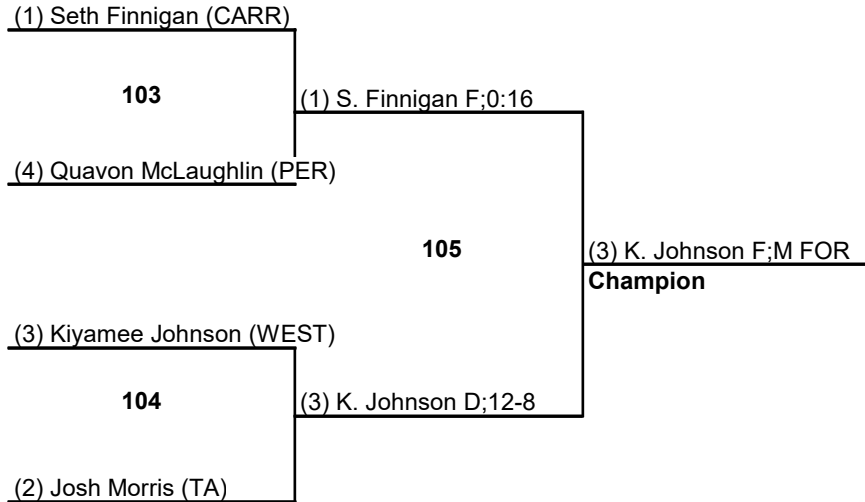 (1) Seth Finnigan (CARR)
103
(1) S. Finnigan F;0:16
(4) Quavon McLaughlin (PER)
105
(3) K. Johnson F;M FOR
Champion
(3) Kiyamee Johnson (WEST)
104
(3) K. Johnson D;12-8
(2) Josh Morris (TA)